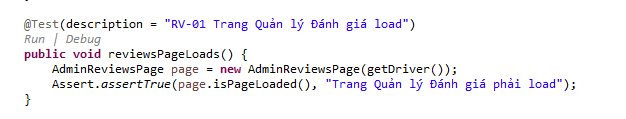 @Test(description = "RV-01 Trang Quản lý Đánh giá load")
Run | Debug
public void reviewsPageLoads() {
    AdminReviewsPage page = new AdminReviewsPage(getDriver());
    Assert.assertTrue(page.isPageLoaded(), "Trang Quản lý Đánh giá phải load");
}